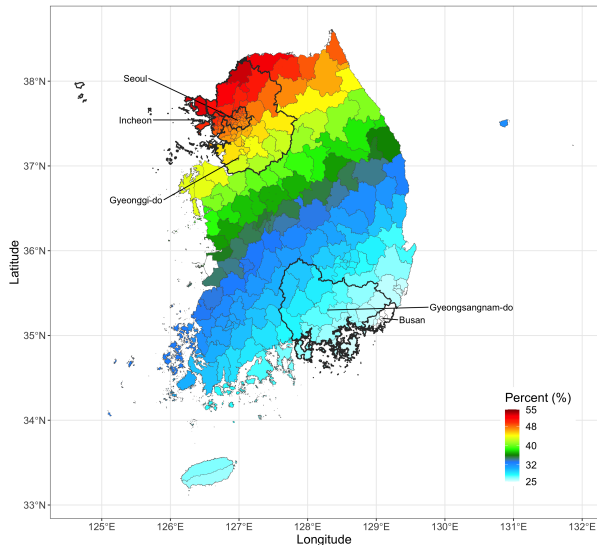 38°N
37°N
36°N
35°N
34°N
33°N
Latitude
Seoul
Incheon
Gyeonggi-do
Gyeongsangnam-do
Busan
Percent (%)
55
48
40
32
25
125°E 126°E 127°E 128°E 129°E 130°E 131°E 132°E
Longitude